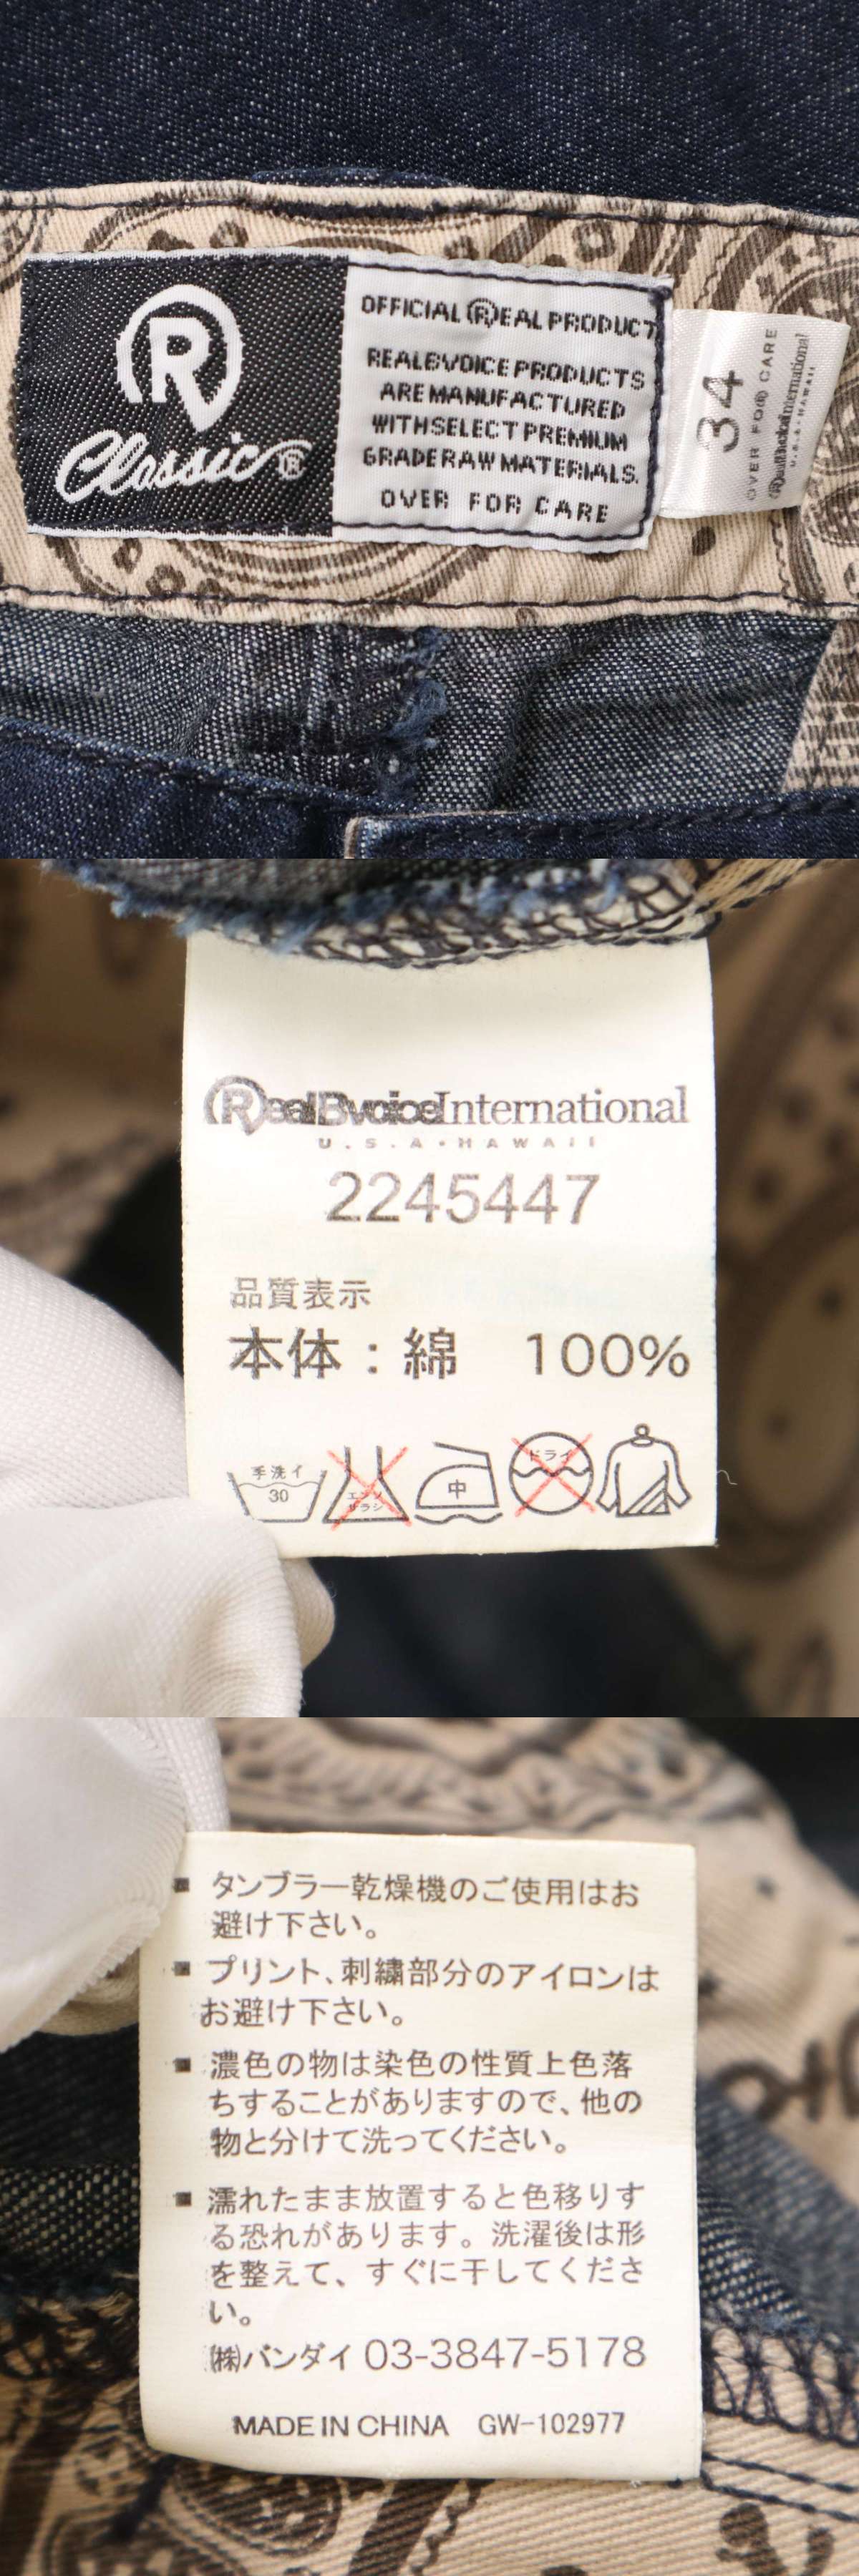 R
Classic®
OFFICIAL ®EAL PRODUCT
REALBVOICE PRODUCTS
ARE MANUFACTURED
WITH SELECT PREMIUM
GRADE RAW MATERIALS.
OVER FOR CARE
34
OVER FOR CARE
RealBvoiceInternational
U.S.A-HAWAII
RealBvoiceInternational
U.S.A-HAWAII
2245447
品質表示
本体：綿 100%
手洗イ
30
エンソ
サラシ
中
ドライ
■ タンブラー乾燥機のご使用はお
避け下さい。
■ プリント、刺繍部分のアイロンは
お避け下さい。
■ 濃色の物は染色の性質上色落
ちすることがありますので、他の
物と分けて洗ってください。
■ 濡れたまま放置すると色移りす
る恐れがあります。洗濯後は形
を整えて、すぐに干してくださ
い。
㈱バンダイ 03-3847-5178
MADE IN CHINA GW-102977